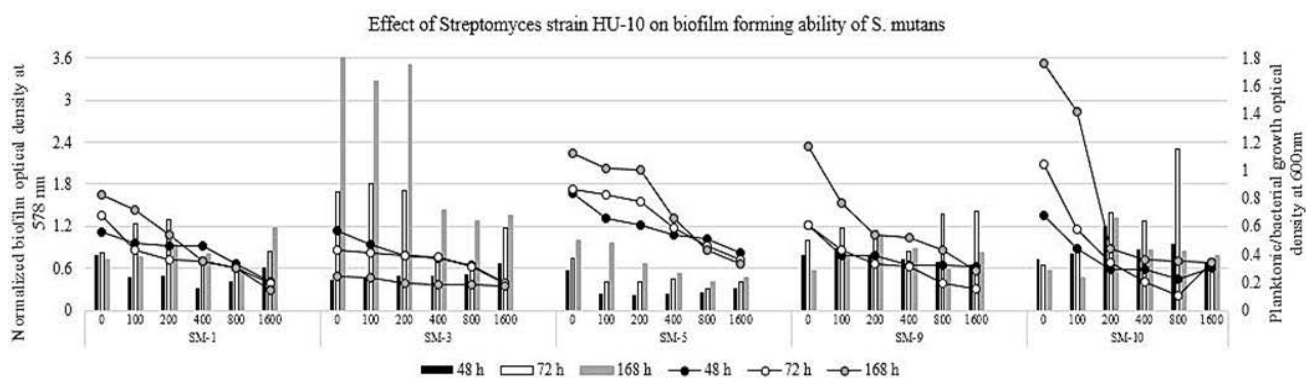 Effect of Streptomyces strain HU-10 on biofilm forming ability of S. mutans
Normalized biofilm optical density at
578 nm
3.6
3
2.4
1.8
1.2
0.6
0
1.8
1.6
1.4
1.2
1
0.8
0.6
0.4
0.2
0
Planktonic/bacterial growth optical
density at 600nm
0 100 200 400 800 1600 0 100 200 400 800 1600 0 100 200 400 800 1600 0 100 200 400 800 1600 0 100 200 400 800 1600
SM-1 SM-3 SM-5 SM-9 SM-10
48 h 72 h 168 h 48 h 72 h 168 h